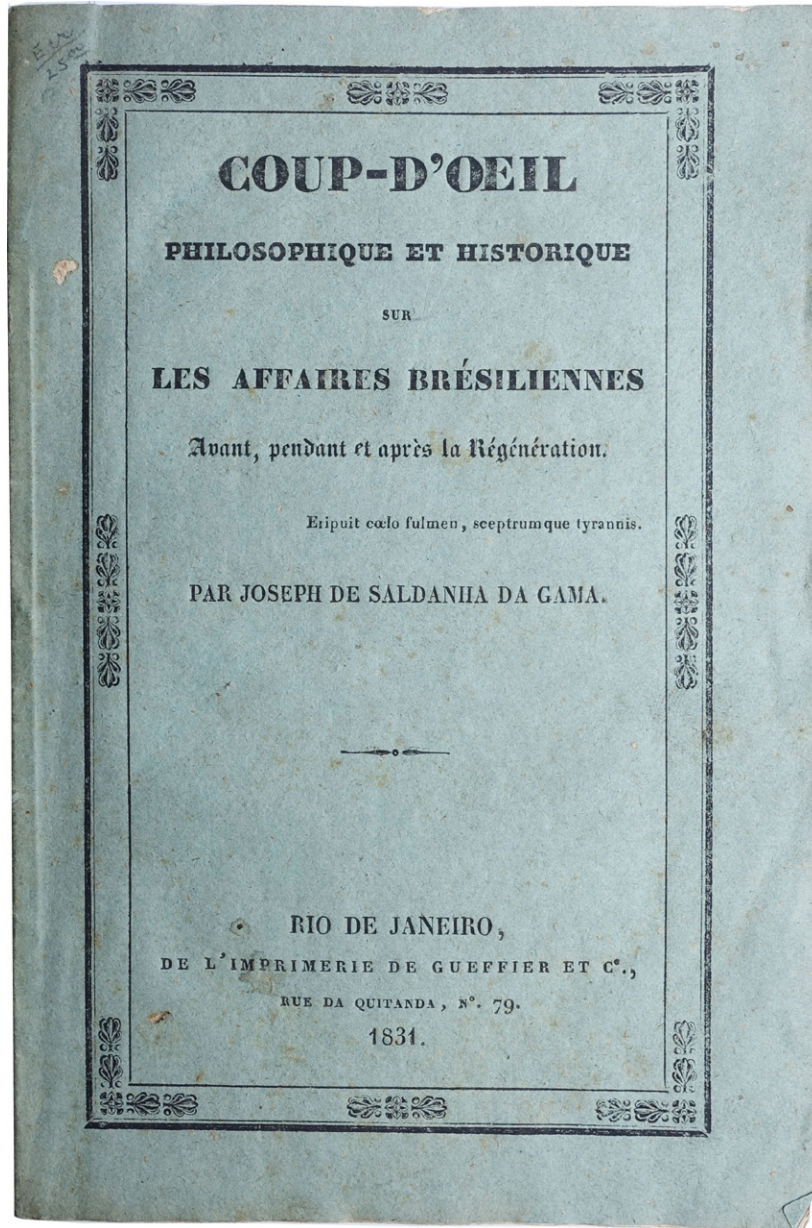 COUP-D'OEIL
PHILOSOPHIQUE ET HISTORIQUE
SUR
LES AFFAIRES BRÉSILIENNES
Avant, pendant et après la Régénération.
Eripuit cœlo fulmen, sceptrumque tyrannis.
PAR JOSEPH DE SALDANHA DA GAMA.
RIO DE JANEIRO,
DE L'IMPRIMERIE DE GUEFFIER ET Cᵉ.,
RUE DA QUITANDA, Nº. 79.
1831.